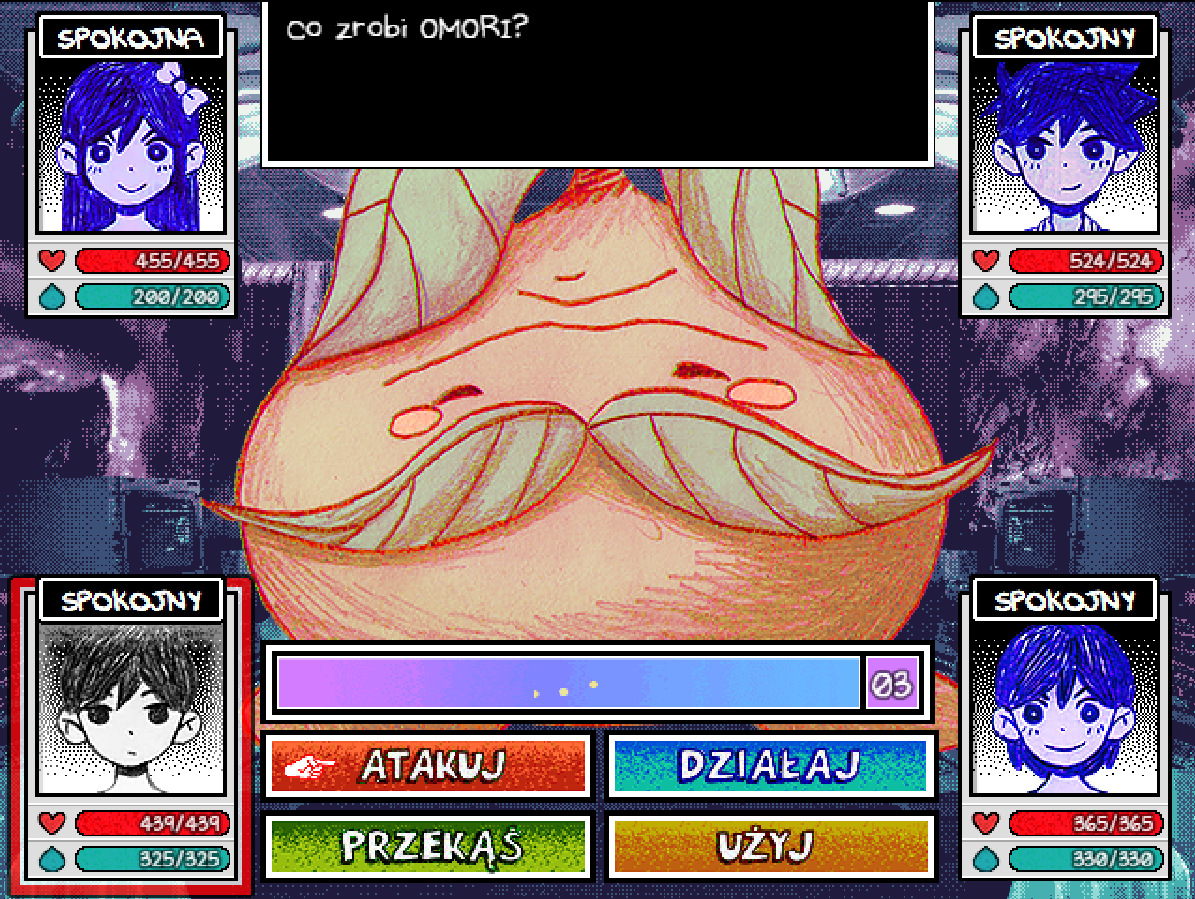 Co zrobi OMORI?
SPOKOJNA
455/455
200/200
SPOKOJNY
524/524
295/295
SPOKOJNY
439/439
325/325
03
ATAKUJ
DZIAŁAJ
PRZEKĄŚ
UŻYJ
SPOKOJNY
365/365
330/330